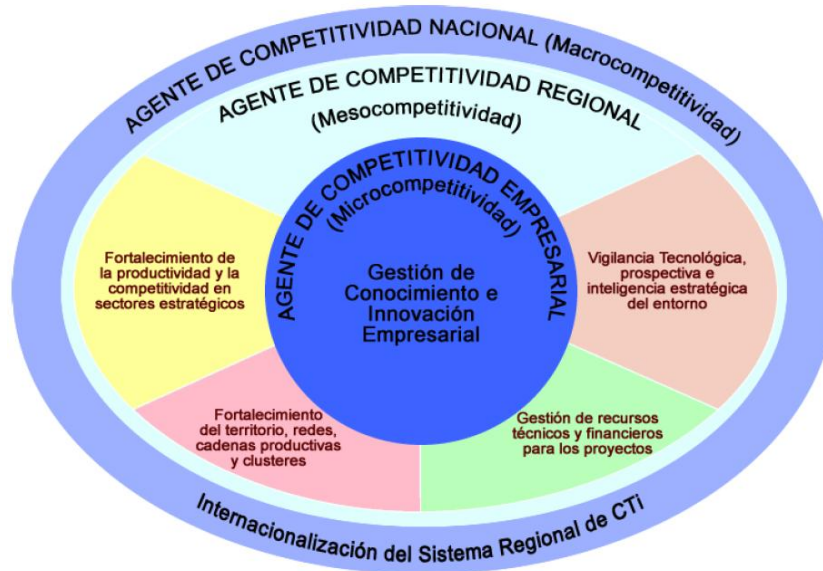 AGENTE DE COMPETITIVIDAD NACIONAL (Macrocompetitividad)
AGENTE DE COMPETITIVIDAD REGIONAL
(Mesocompetitividad)
AGENTE DE COMPETITIVIDAD EMPRESARIAL
(Microcompetitividad)
Gestión de
Conocimiento e
Innovación
Empresarial
Fortalecimiento de
la productividad y la
competitividad en
sectores estratégicos
Vigilancia Tecnológica,
prospectiva e
inteligencia estratégica
del entorno
Fortalecimiento
del territorio, redes,
cadenas productivas
y clusteres
Gestión de recursos
técnicos y financieros
para los proyectos
Internacionalización del Sistema Regional de CTi